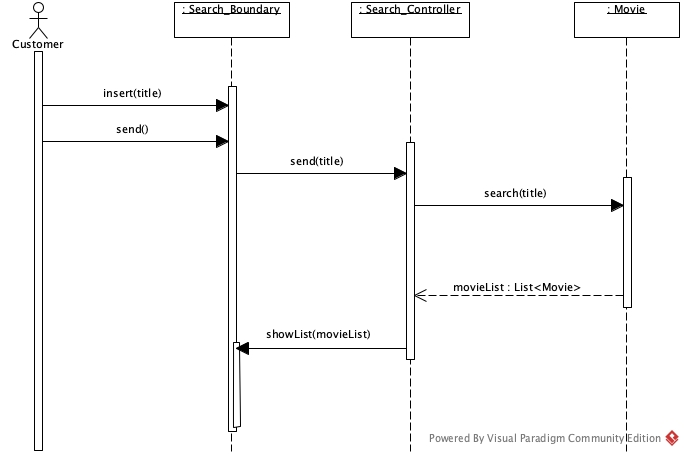 : Search_Boundary
: Search_Controller
: Movie
Customer
insert(title)
send()
send(title)
search(title)
movieList : List<Movie>
showList(movieList)
Powered By Visual Paradigm Community Edition